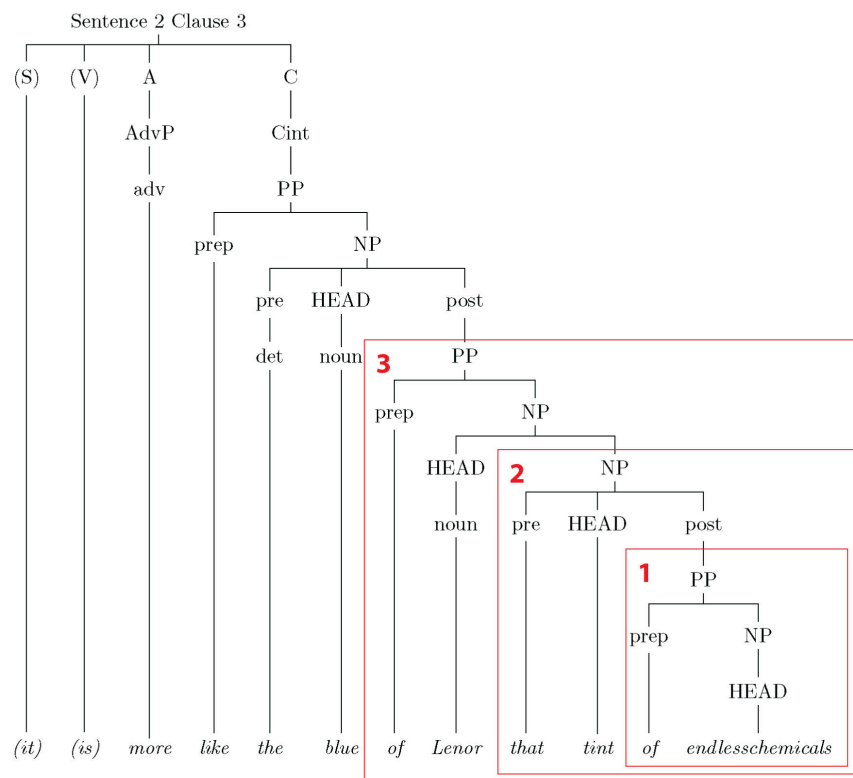 Sentence 2 Clause 3
(S) (V) A C
AdvP Cint
adv PP
prep NP
pre HEAD post
det noun 3 PP
prep NP
HEAD 2 NP
noun pre HEAD post
1 PP
prep NP
HEAD
(it) (is) more like the blue of Lenor that tint of endlesschemicals